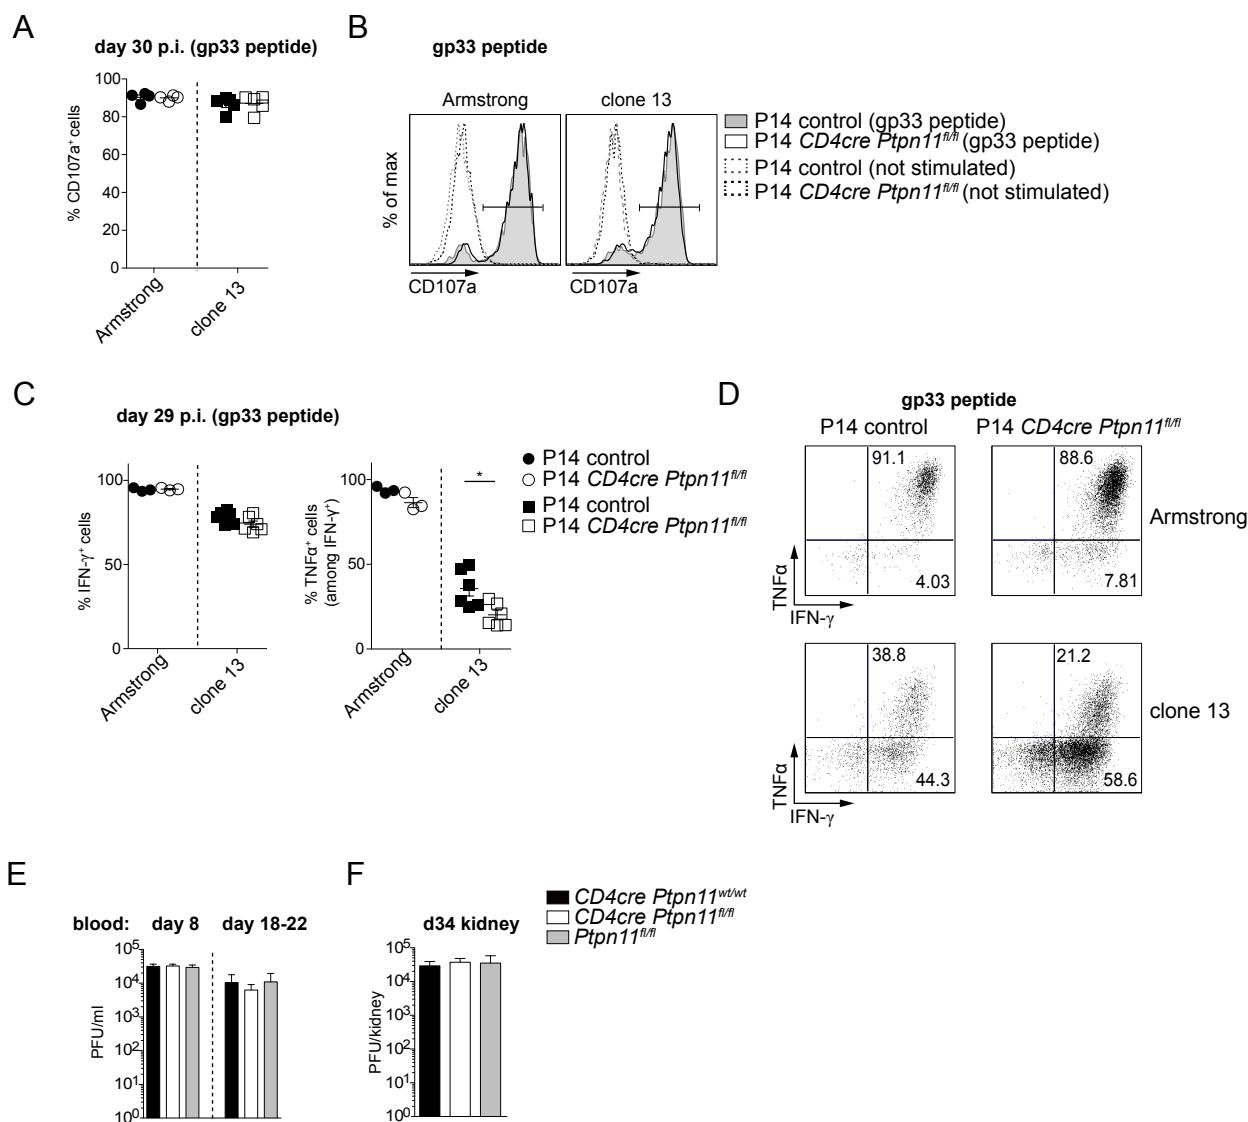 A
day 30 p.i. (gp33 peptide)
% CD107a⁺ cells
100
80
60
40
20
0
Armstrong
clone 13
B
gp33 peptide
Armstrong
clone 13
% of max
CD107a
CD107a
P14 control (gp33 peptide)
P14 CD4cre Ptpn11fl/fl (gp33 peptide)
P14 control (not stimulated)
P14 CD4cre Ptpn11fl/fl (not stimulated)
C
day 29 p.i. (gp33 peptide)
% IFN-γ⁺ cells
100
50
0
Armstrong
clone 13
% TNFα⁺ cells
(among IFN-γ⁺)
100
50
0
*
Armstrong
clone 13
P14 control
P14 CD4cre Ptpn11fl/fl
P14 control
P14 CD4cre Ptpn11fl/fl
D
gp33 peptide
P14 control
P14 CD4cre Ptpn11fl/fl
91.1
4.03
88.6
7.81
Armstrong
TNFα
IFN-γ
38.8
44.3
21.2
58.6
clone 13
TNFα
IFN-γ
E
blood: day 8 day 18-22
PFU/ml
10⁵
10⁴
10³
10²
10¹
10⁰
F
d34 kidney
PFU/kidney
10⁵
10⁴
10³
10²
10¹
10⁰
CD4cre Ptpn11wt/wt
CD4cre Ptpn11fl/fl
Ptpn11fl/fl